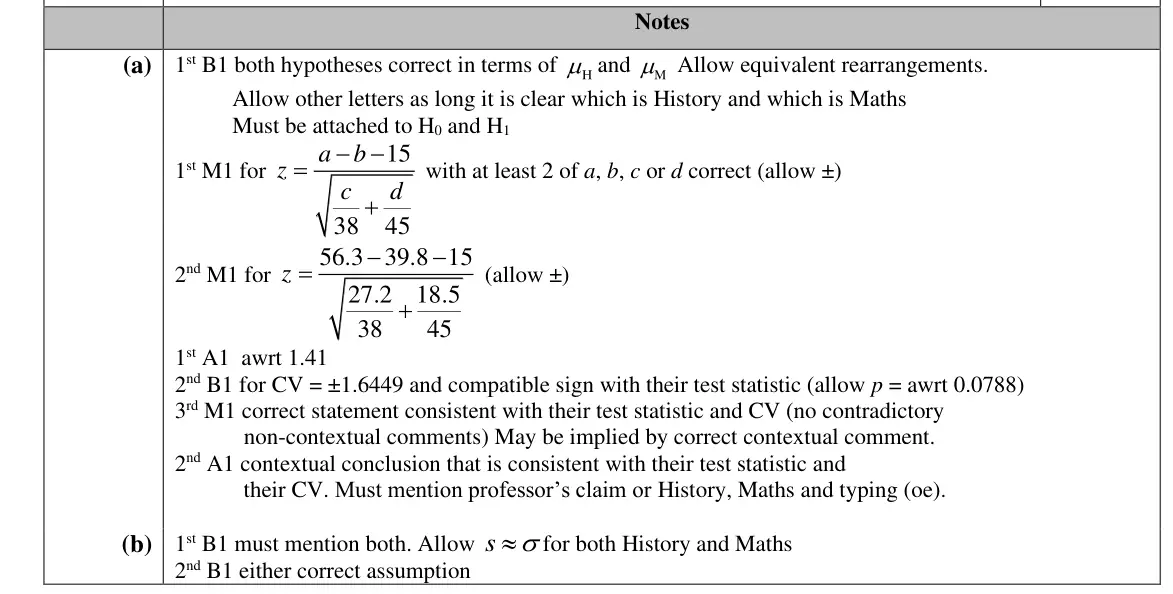 Notes
(a) 1st B1 both hypotheses correct in terms of μH and μM Allow equivalent rearrangements.
Allow other letters as long it is clear which is History and which is Maths
Must be attached to H0 and H1
1st M1 for z = (a − b − 15) / √(c/38 + d/45) with at least 2 of a, b, c or d correct (allow ±)
2nd M1 for z = (56.3 − 39.8 − 15) / √(27.2/38 + 18.5/45) (allow ±)
1st A1 awrt 1.41
2nd B1 for CV = ±1.6449 and compatible sign with their test statistic (allow p = awrt 0.0788)
3rd M1 correct statement consistent with their test statistic and CV (no contradictory
non-contextual comments) May be implied by correct contextual comment.
2nd A1 contextual conclusion that is consistent with their test statistic and
their CV. Must mention professor’s claim or History, Maths and typing (oe).
(b) 1st B1 must mention both. Allow s ≈ σ for both History and Maths
2nd B1 either correct assumption